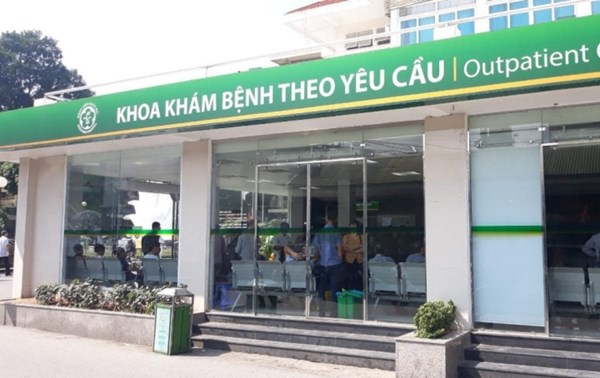 KHOA KHÁM BỆNH THEO YÊU CẦU | Outpatient